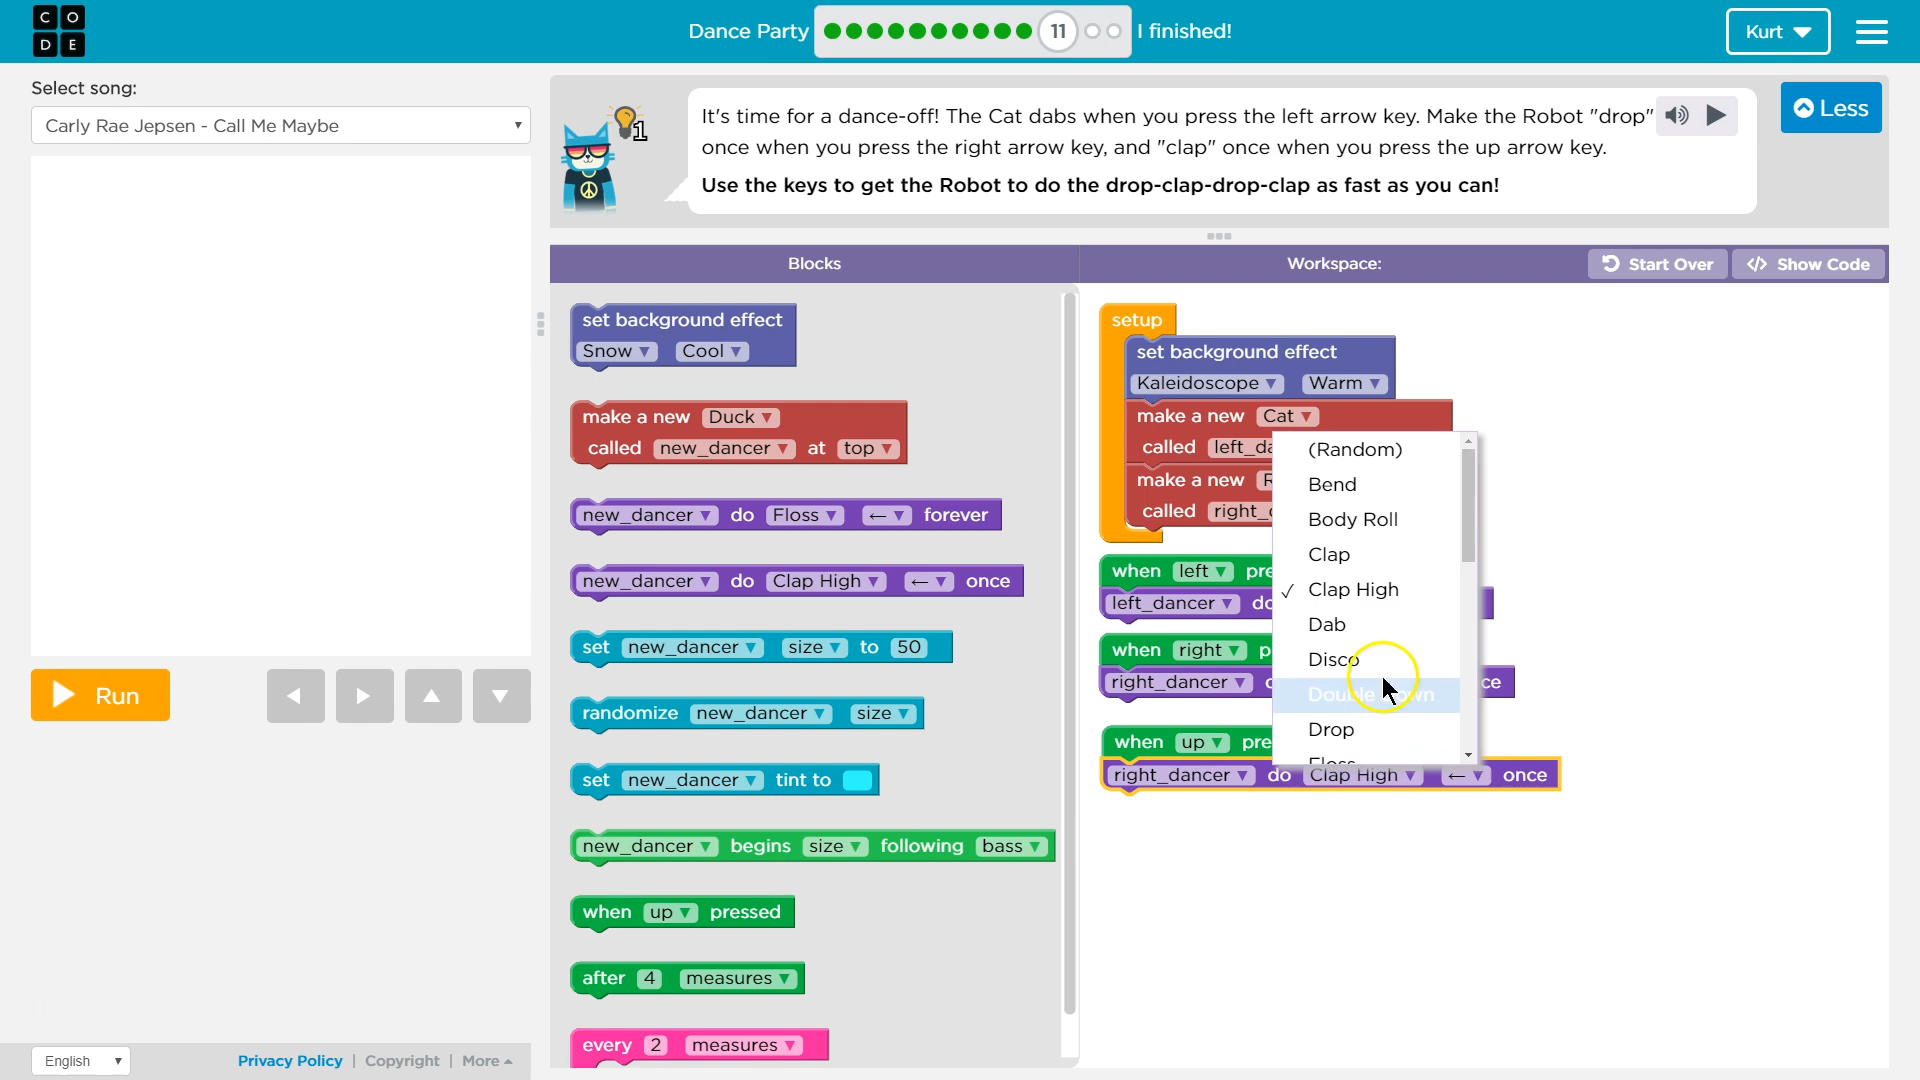 C O
D E
Dance Party
11
I finished!
Kurt
Select song:
Carly Rae Jepsen - Call Me Maybe
1
It's time for a dance-off! The Cat dabs when you press the left arrow key. Make the Robot "drop"
once when you press the right arrow key, and "clap" once when you press the up arrow key.
Use the keys to get the Robot to do the drop-clap-drop-clap as fast as you can!
Less
Blocks
Workspace:
Start Over
</> Show Code
set background effect
Snow Cool
make a new Duck
called new_dancer at top
new_dancer do Floss ← forever
new_dancer do Clap High ← once
set new_dancer size to 50
randomize new_dancer size
set new_dancer tint to
new_dancer begins size following bass
when up pressed
after 4 measures
every 2 measures
setup
set background effect
Kaleidoscope Warm
make a new Cat
called left_da
make a new
called right_
when left pre
left_dancer do
when right p
right_dancer
ce
when up pre
right_dancer do Clap High ← once
(Random)
Bend
Body Roll
Clap
✓ Clap High
Dab
Disco
Drop
Floss
Run
English
Privacy Policy | Copyright | More